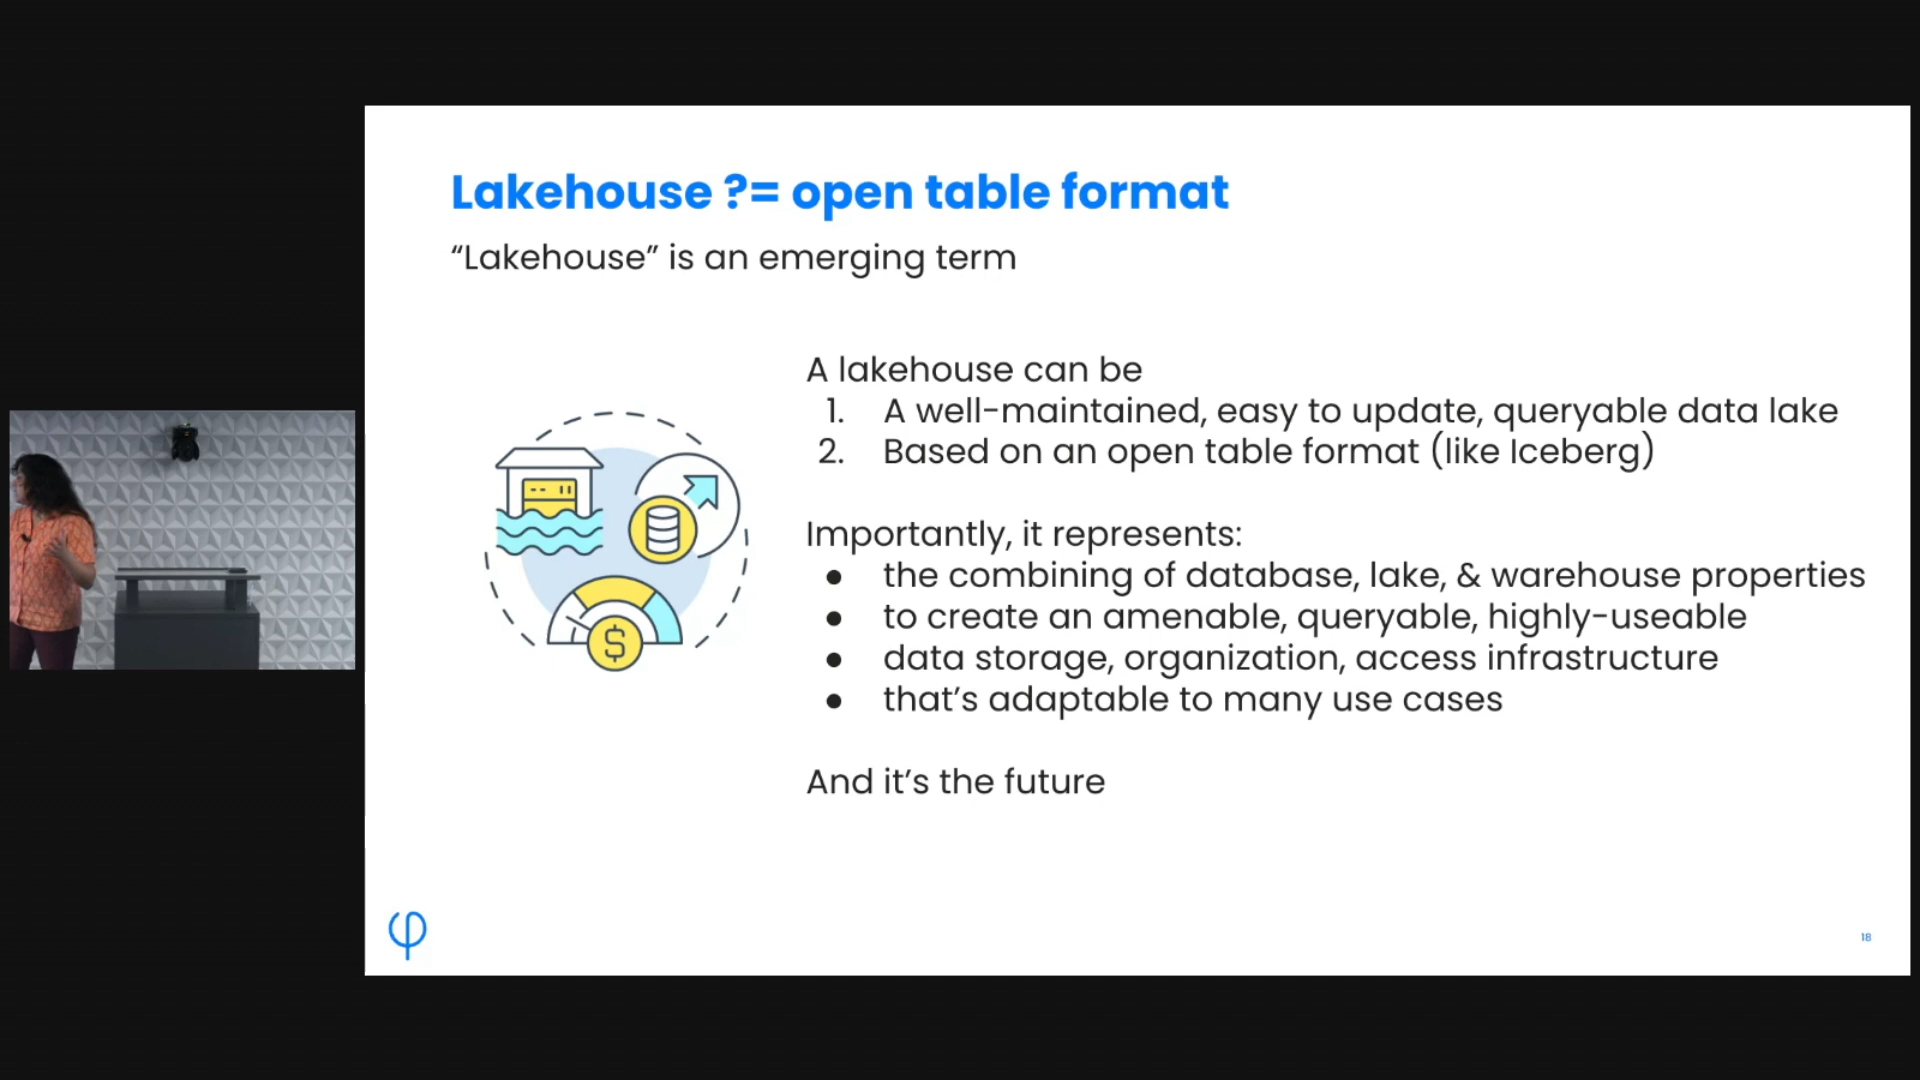 Lakehouse ?= open table format
“Lakehouse” is an emerging term
A lakehouse can be
1. A well-maintained, easy to update, queryable data lake
2. Based on an open table format (like Iceberg)
Importantly, it represents:
● the combining of database, lake, & warehouse properties
● to create an amenable, queryable, highly-useable
● data storage, organization, access infrastructure
● that’s adaptable to many use cases
And it’s the future
$
φ
18